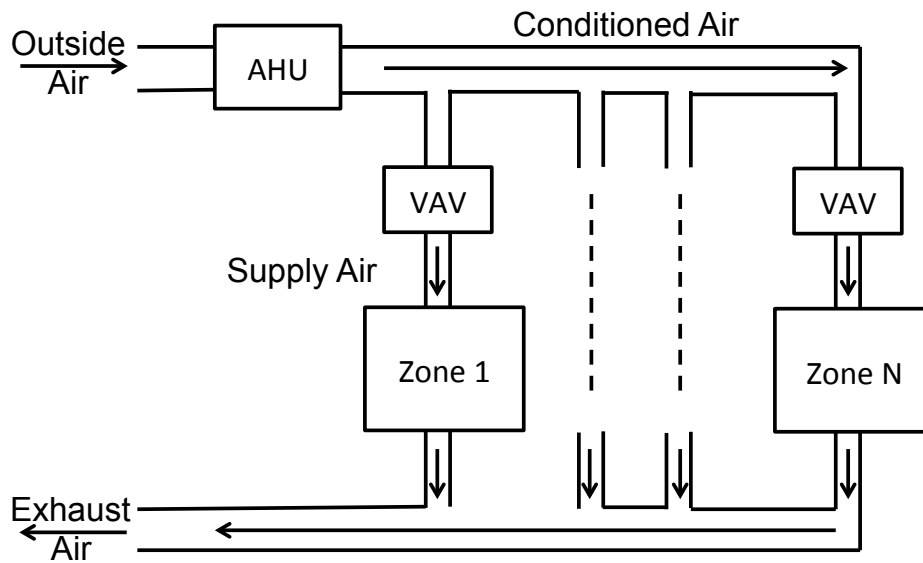 Outside
Air
AHU
Conditioned Air
VAV
VAV
Supply Air
Zone 1
Zone N
Exhaust
Air